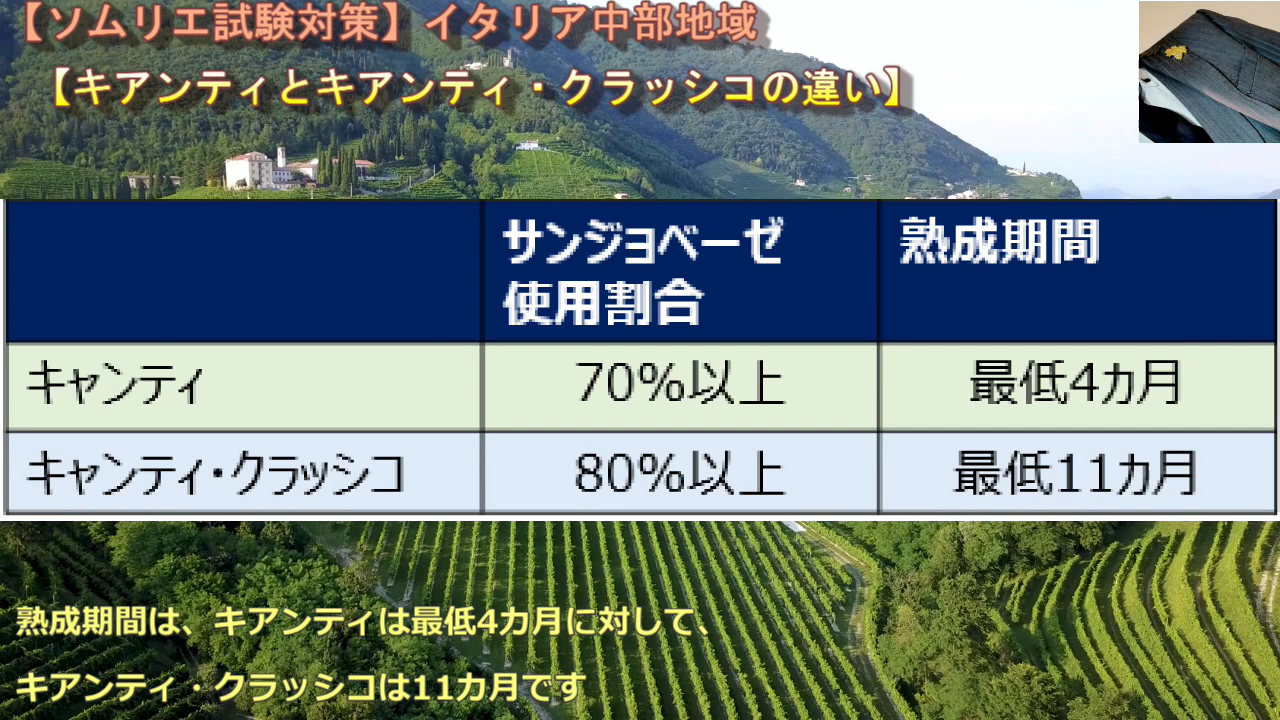 【ソムリエ試験対策】イタリア中部地域
【キアンティとキアンティ・クラッシコの違い】
サンジョベーゼ
使用割合
熟成期間
キャンティ
70%以上
最低4カ月
キャンティ・クラッシコ
80%以上
最低11カ月
熟成期間は、キアンティは最低4カ月に対して、
キアンティ・クラッシコは11カ月です